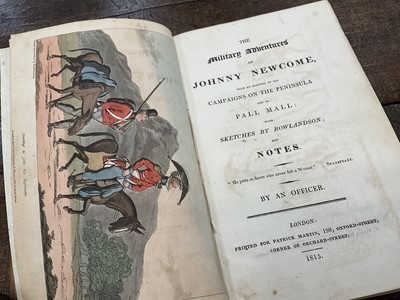 THE
Military Adventures
OF
JOHNNY NEWCOME,
WITH AN ACCOUNT OF HIS
CAMPAIGNS ON THE PENINSULA
AND IN
PALL MALL:
WITH
SKETCHES BY ROWLANDSON;
AND
NOTES.
"He jests at Scars who never felt a Wound." SHAKSPEARE.
BY AN OFFICER.
LONDON:
PRINTED FOR PATRICK MARTIN, 198, OXFORD-STREET,
CORNER OF ORCHARD-STREET.
1815.